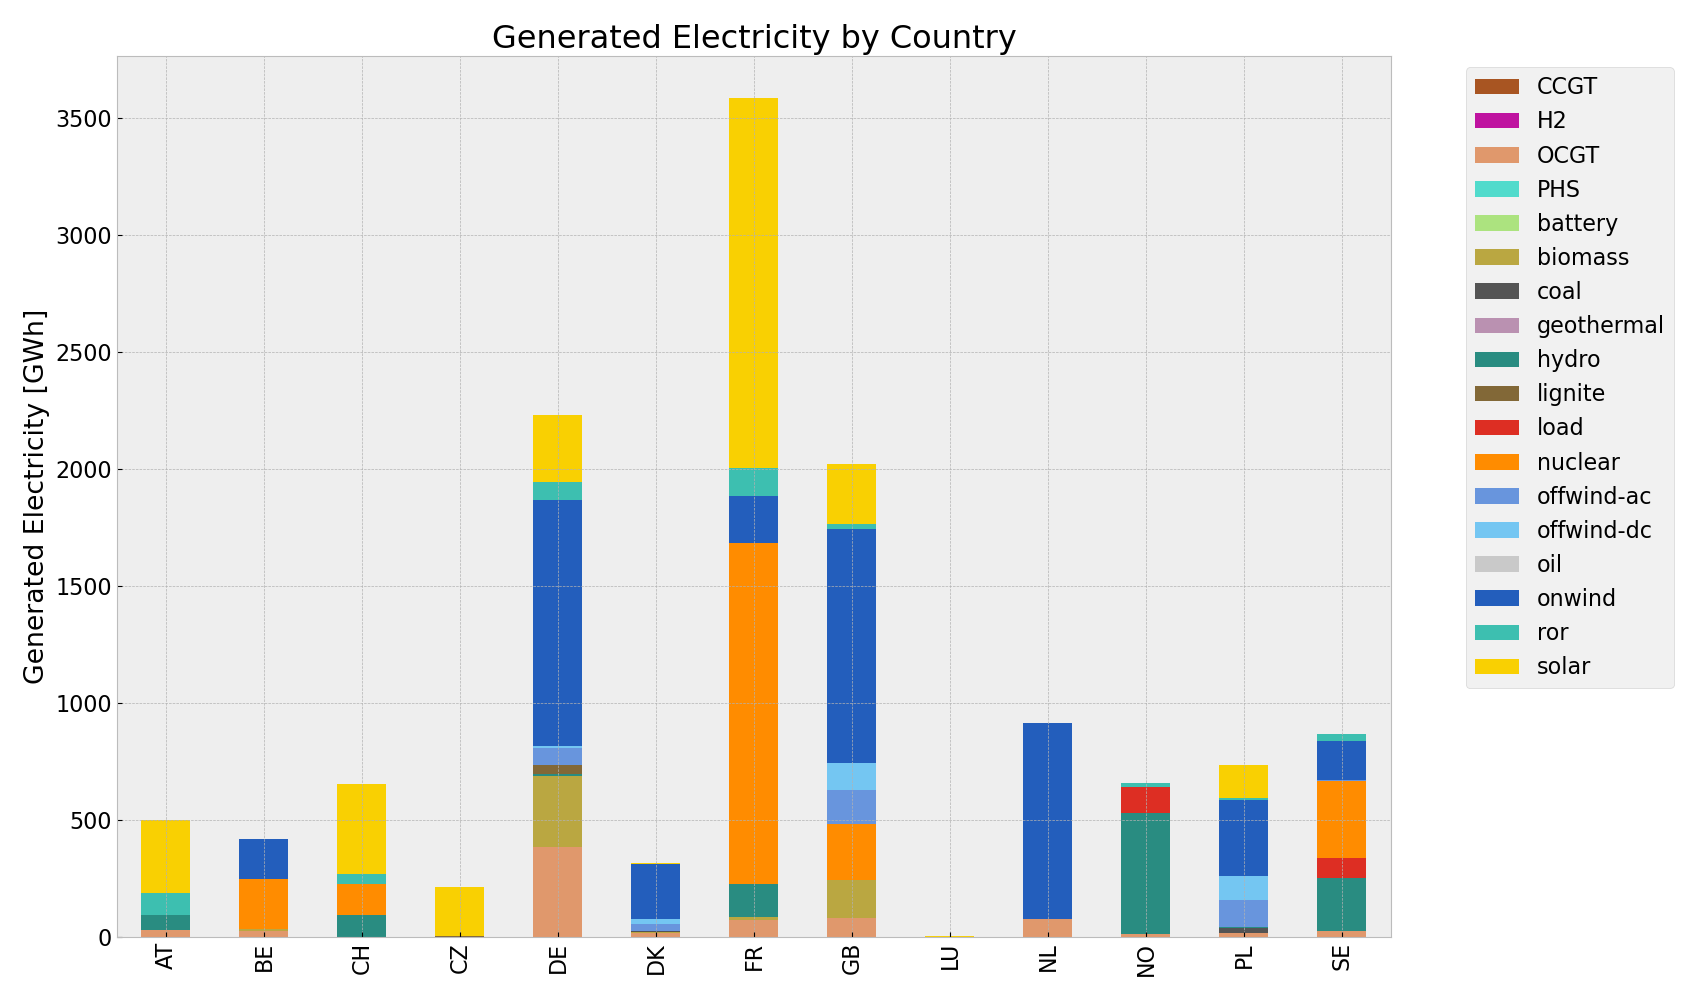 Generated Electricity by Country
Generated Electricity [GWh]
3500
3000
2500
2000
1500
1000
500
0
AT
BE
CH
CZ
DE
DK
FR
GB
LU
NL
NO
PL
SE
CCGT
H2
OCGT
PHS
battery
biomass
coal
geothermal
hydro
lignite
load
nuclear
offwind-ac
offwind-dc
oil
onwind
ror
solar